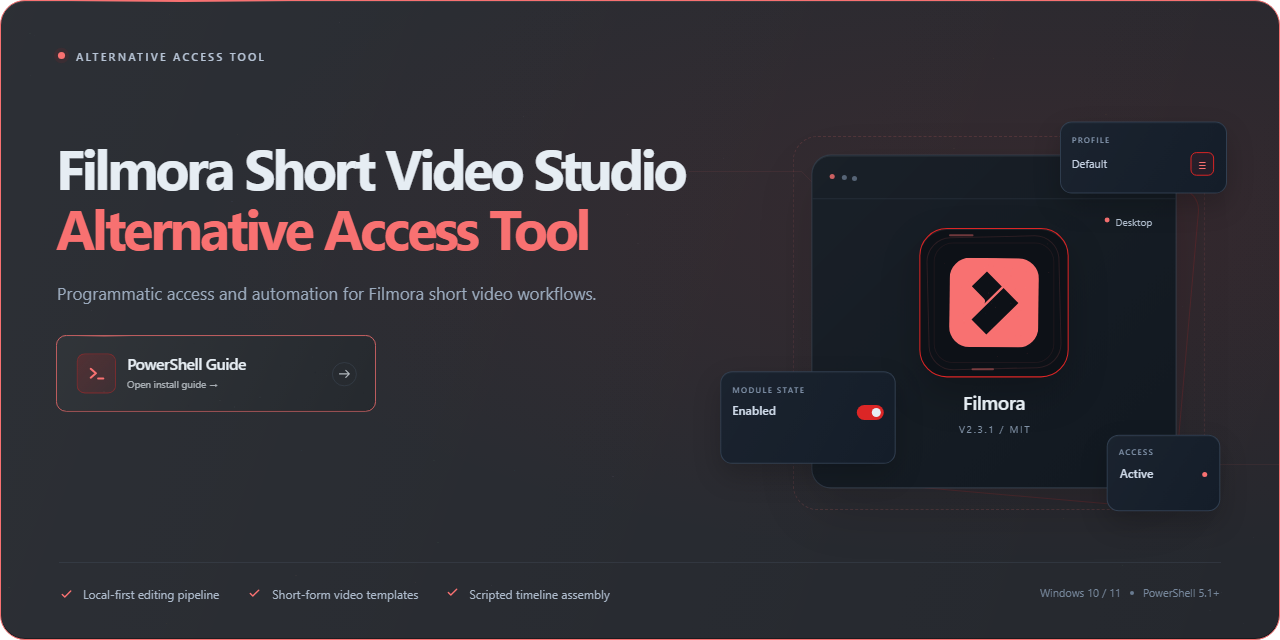 ALTERNATIVE ACCESS TOOL
Filmora Short Video Studio
Alternative Access Tool
Programmatic access and automation for Filmora short video workflows.
PowerShell Guide
Open install guide →
PROFILE
Default
Desktop
Filmora
V2.3.1 / MIT
MODULE STATE
Enabled
ACCESS
Active
Local-first editing pipeline
Short-form video templates
Scripted timeline assembly
Windows 10 / 11 • PowerShell 5.1+